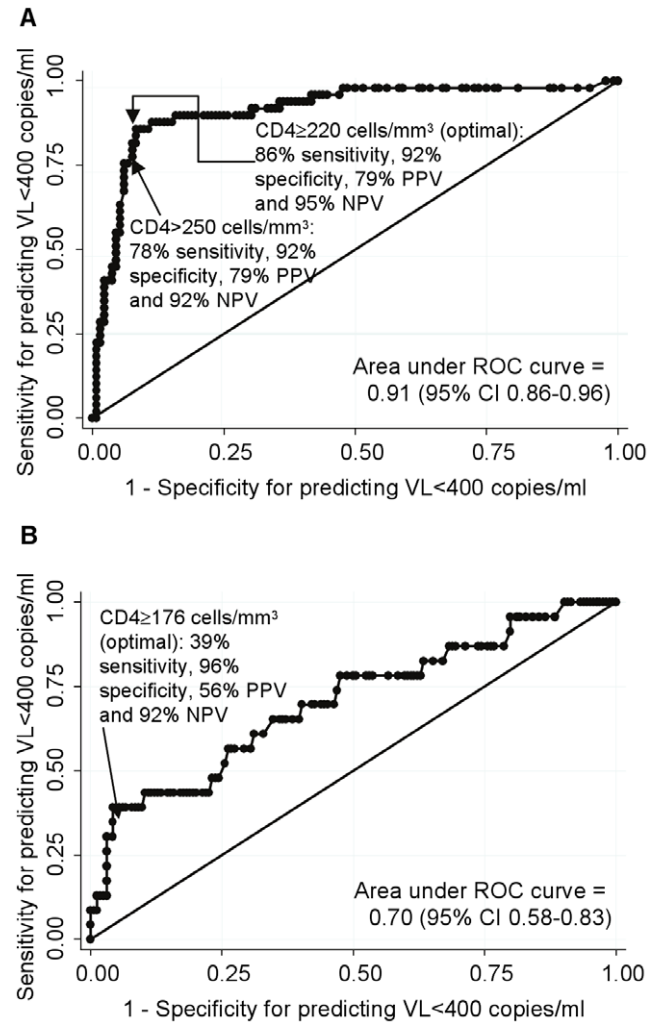 A
Sensitivity for predicting VL<400 copies/ml
1.00
0.75
0.50
0.25
0.00
CD4≥220 cells/mm³ (optimal):
86% sensitivity, 92%
specificity, 79% PPV
and 95% NPV
CD4>250 cells/mm³:
78% sensitivity, 92%
specificity, 79% PPV
and 92% NPV
Area under ROC curve =
0.91 (95% CI 0.86-0.96)
0.00 0.25 0.50 0.75 1.00
1 - Specificity for predicting VL<400 copies/ml
B
Sensitivity for predicting VL<400 copies/ml
1.00
0.75
0.50
0.25
0.00
CD4≥176 cells/mm³
(optimal): 39%
sensitivity, 96%
specificity, 56% PPV
and 92% NPV
Area under ROC curve =
0.70 (95% CI 0.58-0.83)
0.00 0.25 0.50 0.75 1.00
1 - Specificity for predicting VL<400 copies/ml